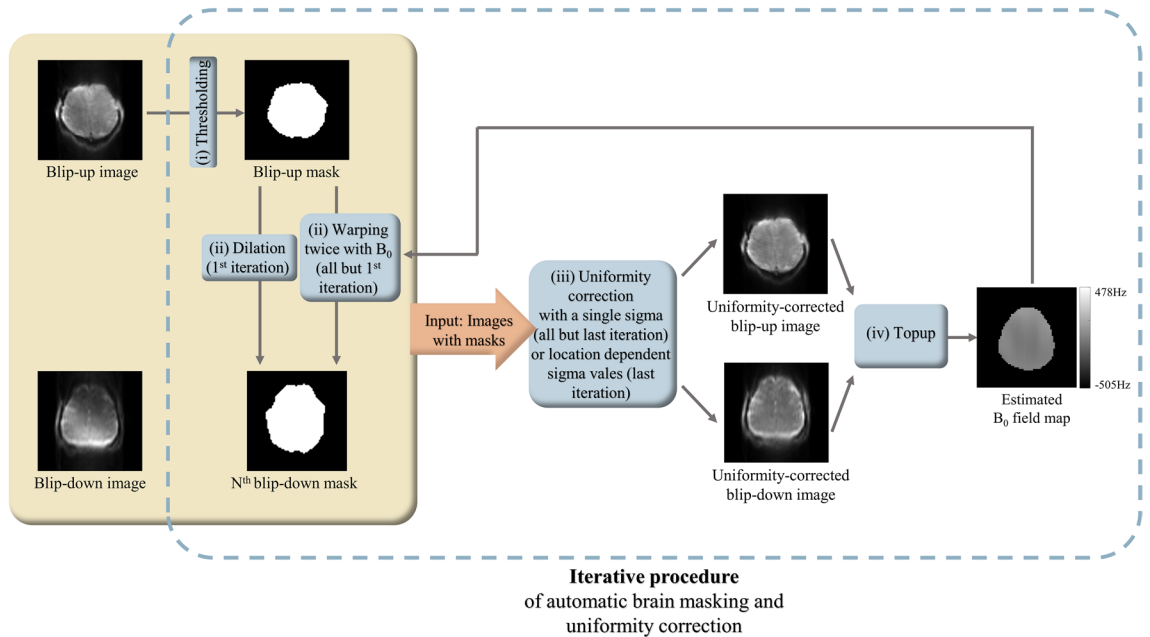 Blip-up image
(i) Thresholding
Blip-up mask
(ii) Dilation
(1st iteration)
(ii) Warping
twice with B0
(all but 1st
iteration)
Blip-down image
Nth blip-down mask
Input: Images
with masks
(iii) Uniformity
correction
with a single sigma
(all but last iteration)
or location dependent
sigma vales (last
iteration)
Uniformity-corrected
blip-up image
Uniformity-corrected
blip-down image
(iv) Topup
478Hz
-505Hz
Estimated
B0 field map
Iterative procedure
of automatic brain masking and
uniformity correction